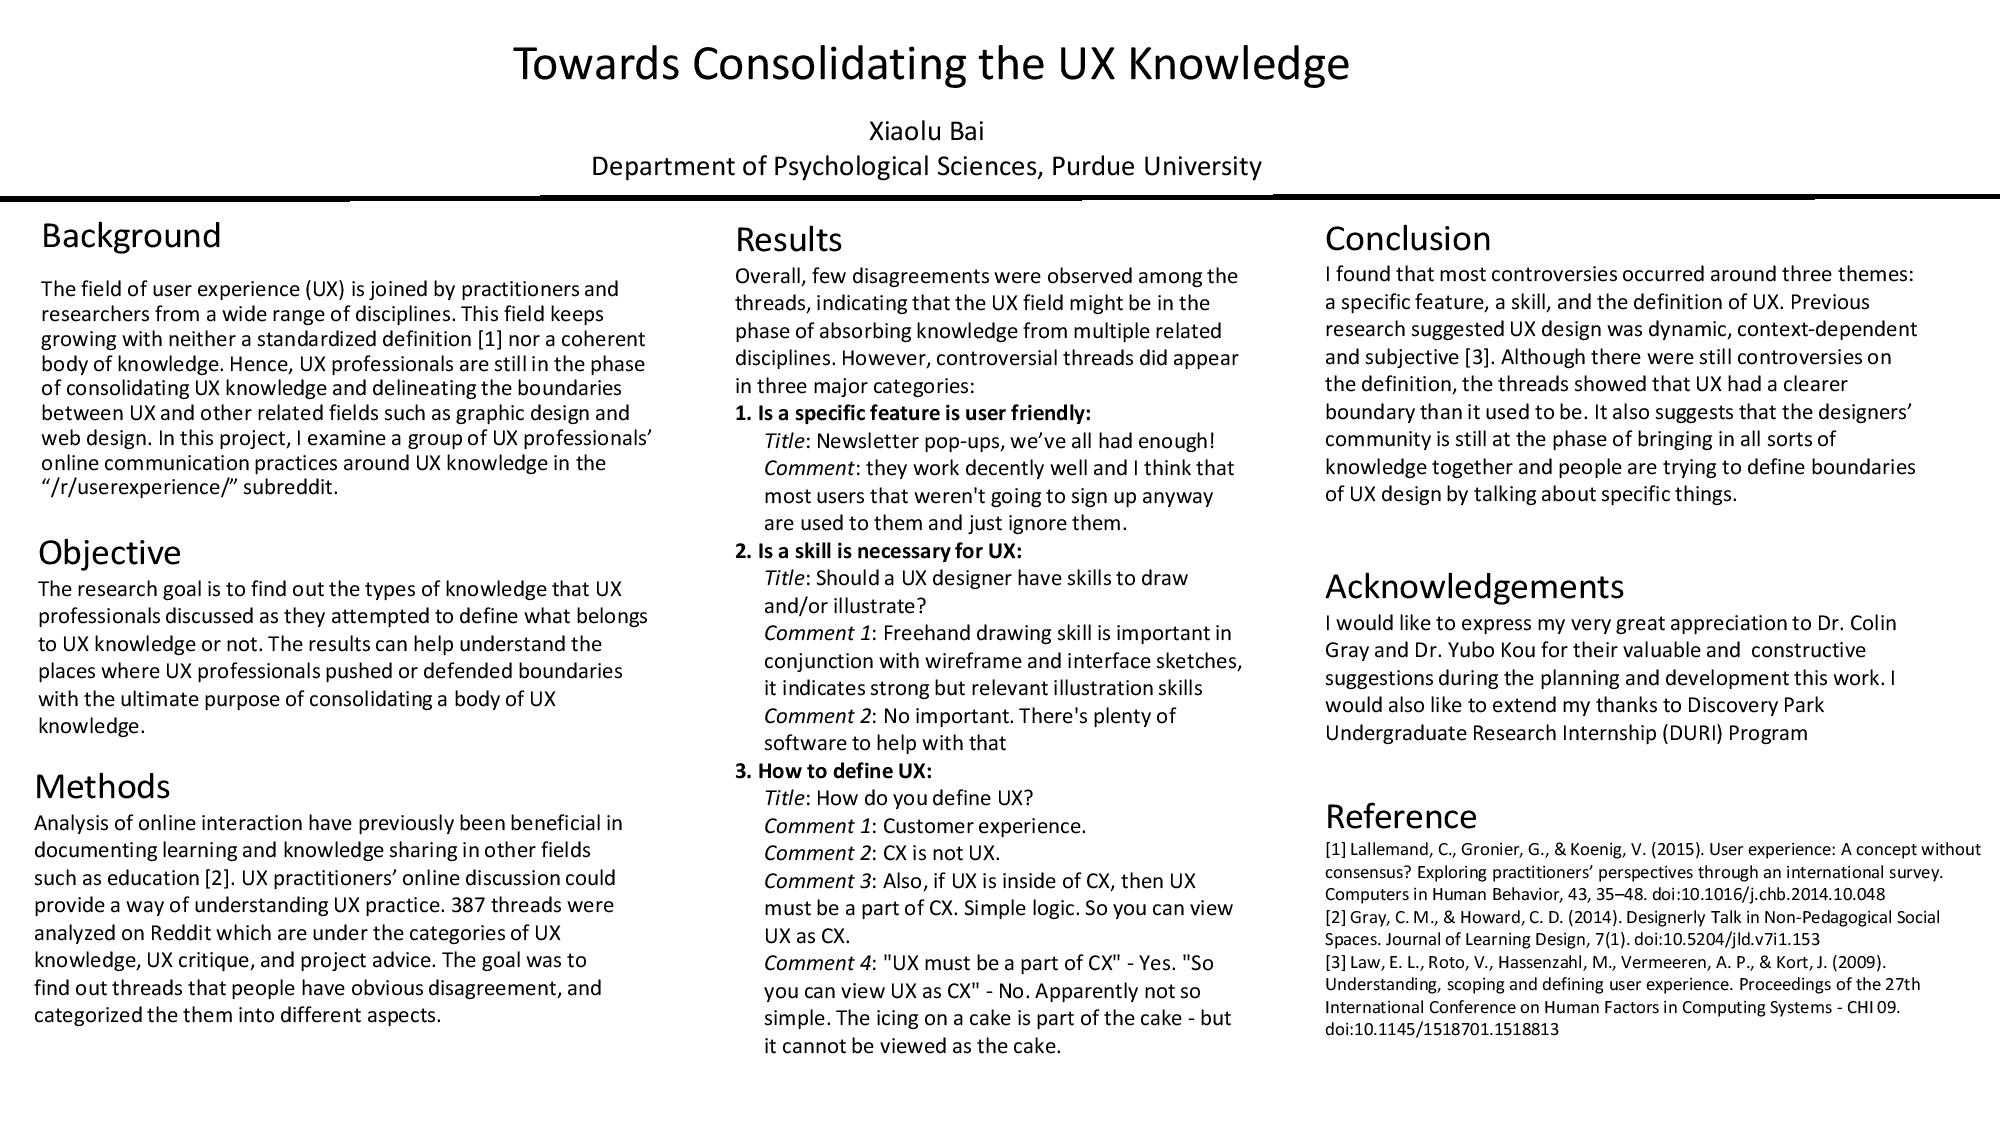 Towards Consolidating the UX Knowledge
Xiaolu Bai
Department of Psychological Sciences, Purdue University
Background
The field of user experience (UX) is joined by practitioners and
researchers from a wide range of disciplines. This field keeps
growing with neither a standardized definition [1] nor a coherent
body of knowledge. Hence, UX professionals are still in the phase
of consolidating UX knowledge and delineating the boundaries
between UX and other related fields such as graphic design and
web design. In this project, I examine a group of UX professionals’
online communication practices around UX knowledge in the
“/r/userexperience/” subreddit.
Objective
The research goal is to find out the types of knowledge that UX
professionals discussed as they attempted to define what belongs
to UX knowledge or not. The results can help understand the
places where UX professionals pushed or defended boundaries
with the ultimate purpose of consolidating a body of UX
knowledge.
Methods
Analysis of online interaction have previously been beneficial in
documenting learning and knowledge sharing in other fields
such as education [2]. UX practitioners’ online discussion could
provide a way of understanding UX practice. 387 threads were
analyzed on Reddit which are under the categories of UX
knowledge, UX critique, and project advice. The goal was to
find out threads that people have obvious disagreement, and
categorized the them into different aspects.
Results
Overall, few disagreements were observed among the
threads, indicating that the UX field might be in the
phase of absorbing knowledge from multiple related
disciplines. However, controversial threads did appear
in three major categories:
1. Is a specific feature is user friendly:
Title: Newsletter pop-ups, we’ve all had enough!
Comment: they work decently well and I think that
most users that weren't going to sign up anyway
are used to them and just ignore them.
2. Is a skill is necessary for UX:
Title: Should a UX designer have skills to draw
and/or illustrate?
Comment 1: Freehand drawing skill is important in
conjunction with wireframe and interface sketches,
it indicates strong but relevant illustration skills
Comment 2: No important. There's plenty of
software to help with that
3. How to define UX:
Title: How do you define UX?
Comment 1: Customer experience.
Comment 2: CX is not UX.
Comment 3: Also, if UX is inside of CX, then UX
must be a part of CX. Simple logic. So you can view
UX as CX.
Comment 4: "UX must be a part of CX" - Yes. "So
you can view UX as CX" - No. Apparently not so
simple. The icing on a cake is part of the cake - but
it cannot be viewed as the cake.
Conclusion
I found that most controversies occurred around three themes:
a specific feature, a skill, and the definition of UX. Previous
research suggested UX design was dynamic, context-dependent
and subjective [3]. Although there were still controversies on
the definition, the threads showed that UX had a clearer
boundary than it used to be. It also suggests that the designers’
community is still at the phase of bringing in all sorts of
knowledge together and people are trying to define boundaries
of UX design by talking about specific things.
Acknowledgements
I would like to express my very great appreciation to Dr. Colin
Gray and Dr. Yubo Kou for their valuable and constructive
suggestions during the planning and development this work. I
would also like to extend my thanks to Discovery Park
Undergraduate Research Internship (DURI) Program
Reference
[1] Lallemand, C., Gronier, G., & Koenig, V. (2015). User experience: A concept without
consensus? Exploring practitioners’ perspectives through an international survey.
Computers in Human Behavior, 43, 35–48. doi:10.1016/j.chb.2014.10.048
[2] Gray, C. M., & Howard, C. D. (2014). Designerly Talk in Non-Pedagogical Social
Spaces. Journal of Learning Design, 7(1). doi:10.5204/jld.v7i1.153
[3] Law, E. L., Roto, V., Hassenzahl, M., Vermeeren, A. P., & Kort, J. (2009).
Understanding, scoping and defining user experience. Proceedings of the 27th
International Conference on Human Factors in Computing Systems - CHI 09.
doi:10.1145/1518701.1518813